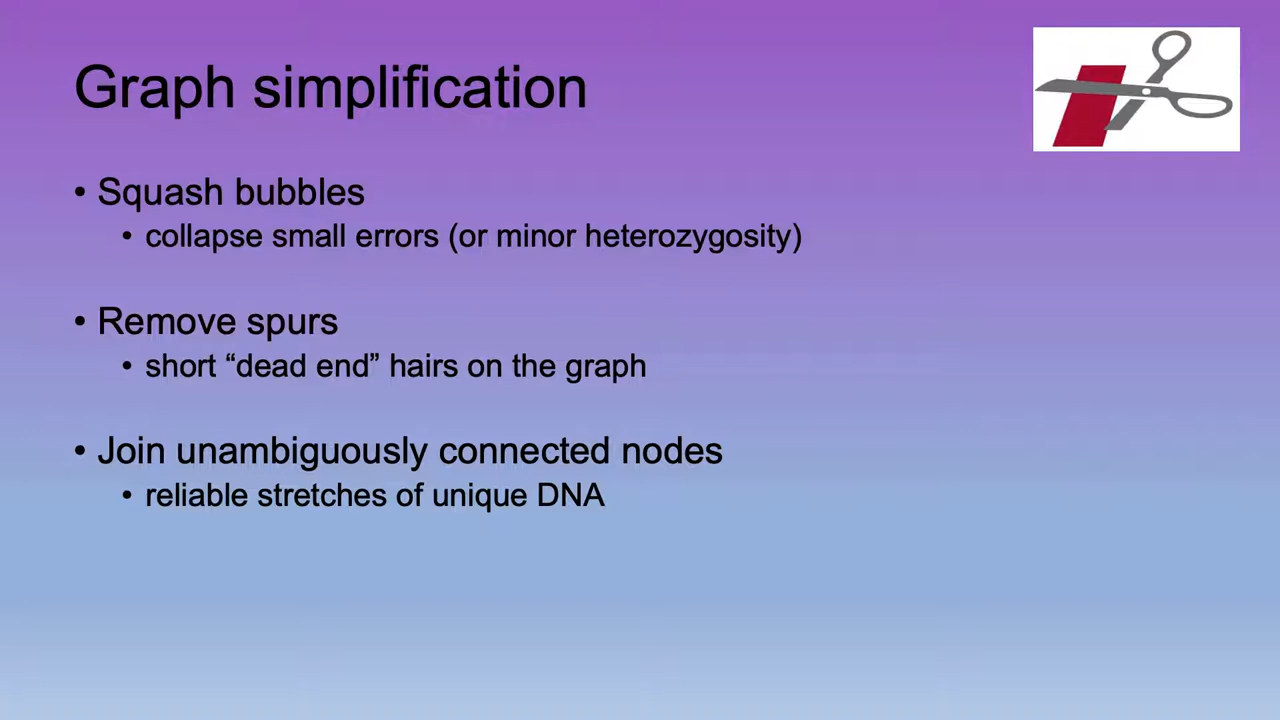 Graph simplification
• Squash bubbles
• collapse small errors (or minor heterozygosity)
• Remove spurs
• short “dead end” hairs on the graph
• Join unambiguously connected nodes
• reliable stretches of unique DNA